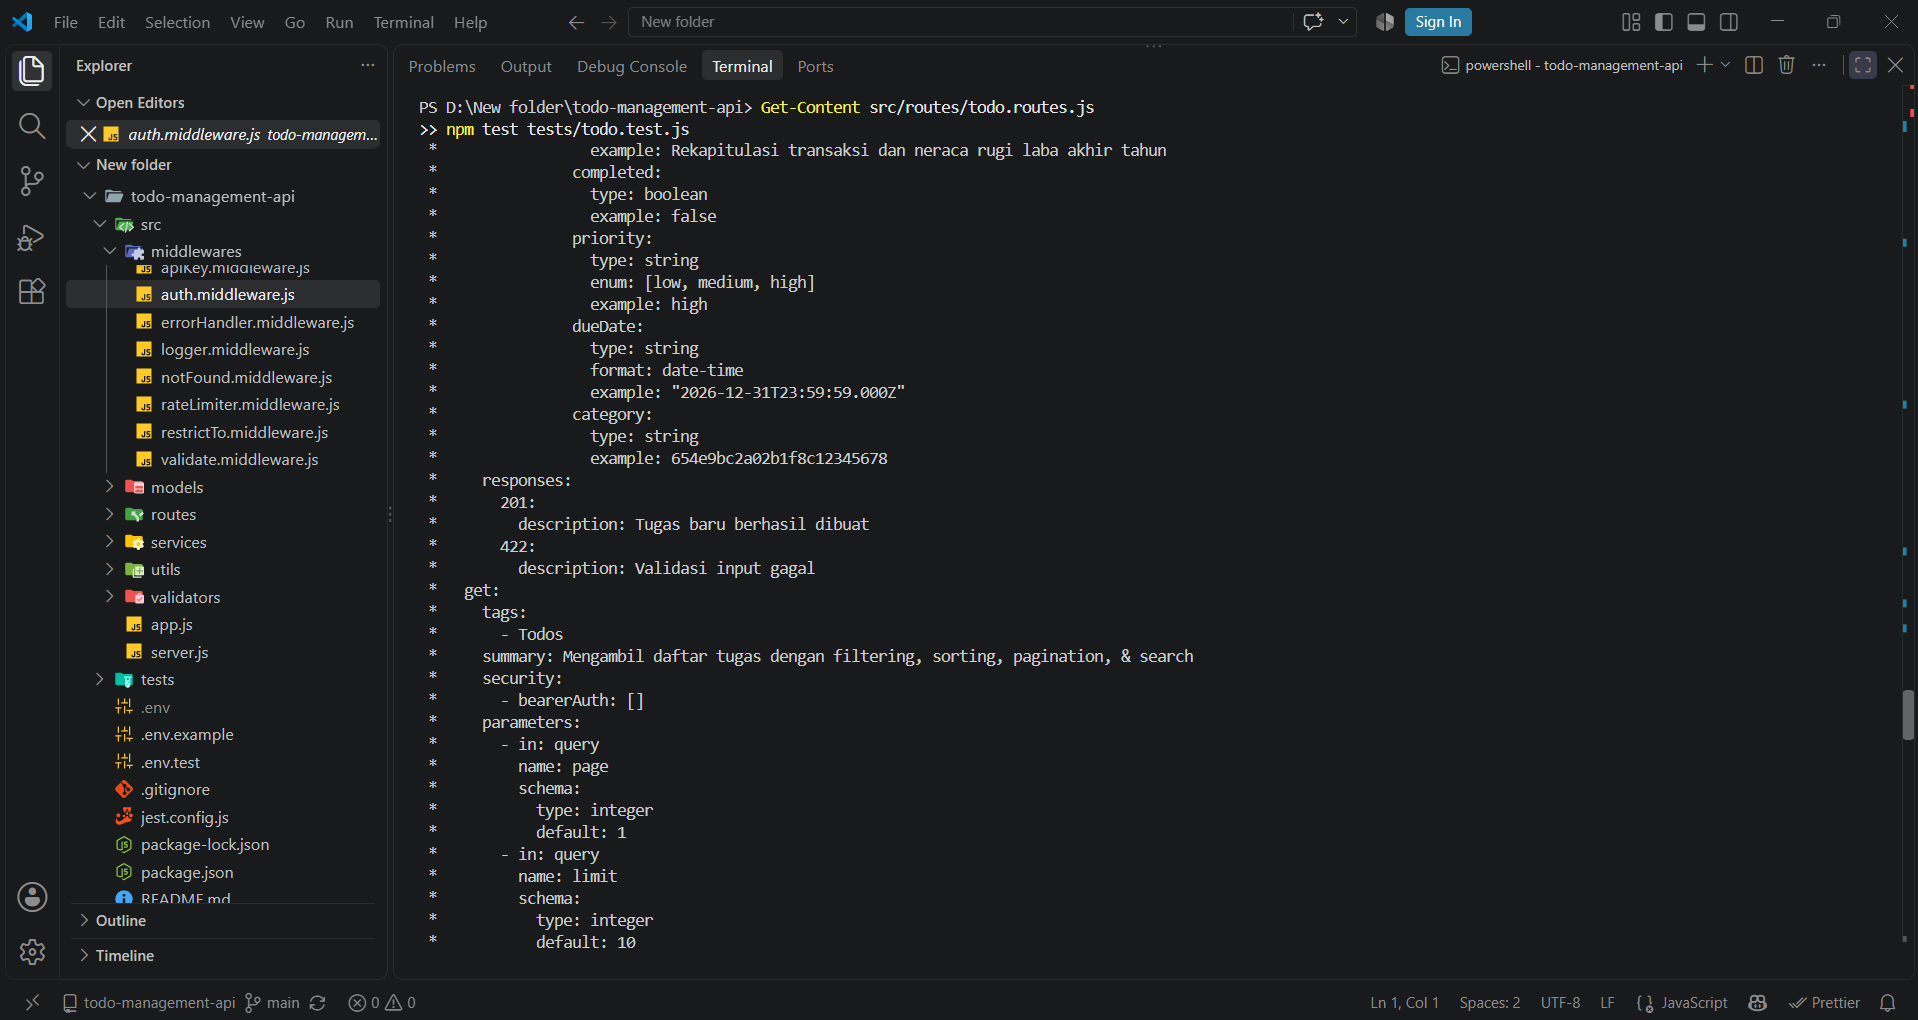 File Edit Selection View Go Run Terminal Help
New folder
Sign In
Explorer
Problems Output Debug Console Terminal Ports
powershell - todo-management-api
Open Editors
auth.middleware.js todo-managem...
New folder
todo-management-api
src
middlewares
apiKey.middleware.js
auth.middleware.js
errorHandler.middleware.js
logger.middleware.js
notFound.middleware.js
rateLimiter.middleware.js
restrictTo.middleware.js
validate.middleware.js
models
routes
services
utils
validators
app.js
server.js
tests
.env
.env.example
.env.test
.gitignore
jest.config.js
package-lock.json
package.json
README.md
Outline
Timeline
PS D:\New folder\todo-management-api> Get-Content src/routes/todo.routes.js
>> npm test tests/todo.test.js
 *                 example: Rekapitulasi transaksi dan neraca rugi laba akhir tahun
 *               completed:
 *                 type: boolean
 *                 example: false
 *               priority:
 *                 type: string
 *                 enum: [low, medium, high]
 *                 example: high
 *               dueDate:
 *                 type: string
 *                 format: date-time
 *                 example: "2026-12-31T23:59:59.000Z"
 *               category:
 *                 type: string
 *                 example: 654e9bc2a02b1f8c12345678
 *     responses:
 *       201:
 *         description: Tugas baru berhasil dibuat
 *       422:
 *         description: Validasi input gagal
 *   get:
 *     tags:
 *       - Todos
 *     summary: Mengambil daftar tugas dengan filtering, sorting, pagination, & search
 *     security:
 *       - bearerAuth: []
 *     parameters:
 *       - in: query
 *         name: page
 *         schema:
 *           type: integer
 *           default: 1
 *       - in: query
 *         name: limit
 *         schema:
 *           type: integer
 *           default: 10
todo-management-api main 0 0
Ln 1, Col 1 Spaces: 2 UTF-8 LF {} JavaScript Prettier